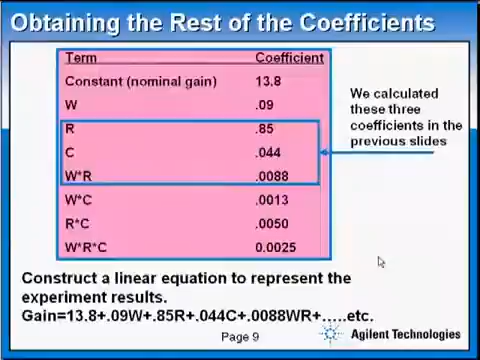 Obtaining the Rest of the Coefficients
Term Coefficient
Constant (nominal gain) 13.8
W .09
R .85
C .044
W*R .0088
W*C .0013
R*C .0050
W*R*C 0.0025
We calculated
these three
coefficients in the
previous slides
Construct a linear equation to represent the
experiment results.
Gain=13.8+.09W+.85R+.044C+.0088WR+…..etc.
Page 9
Agilent Technologies